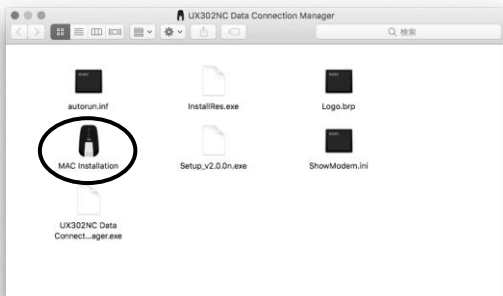 UX302NC Data Connection Manager
検索
autorun.inf
InstallRes.exe
Logo.brp
MAC Installation
Setup_v2.0.0n.exe
ShowModem.ini
UX302NC Data
Connect...ager.exe